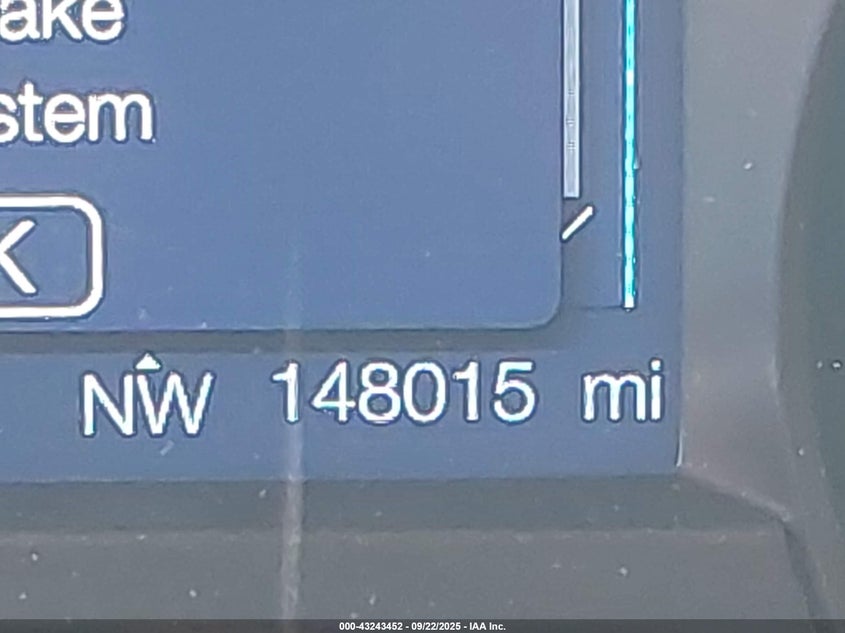 ake
stem
K
NW 148015 mi
000-43243452 - 09/22/2025 - IAA Inc.